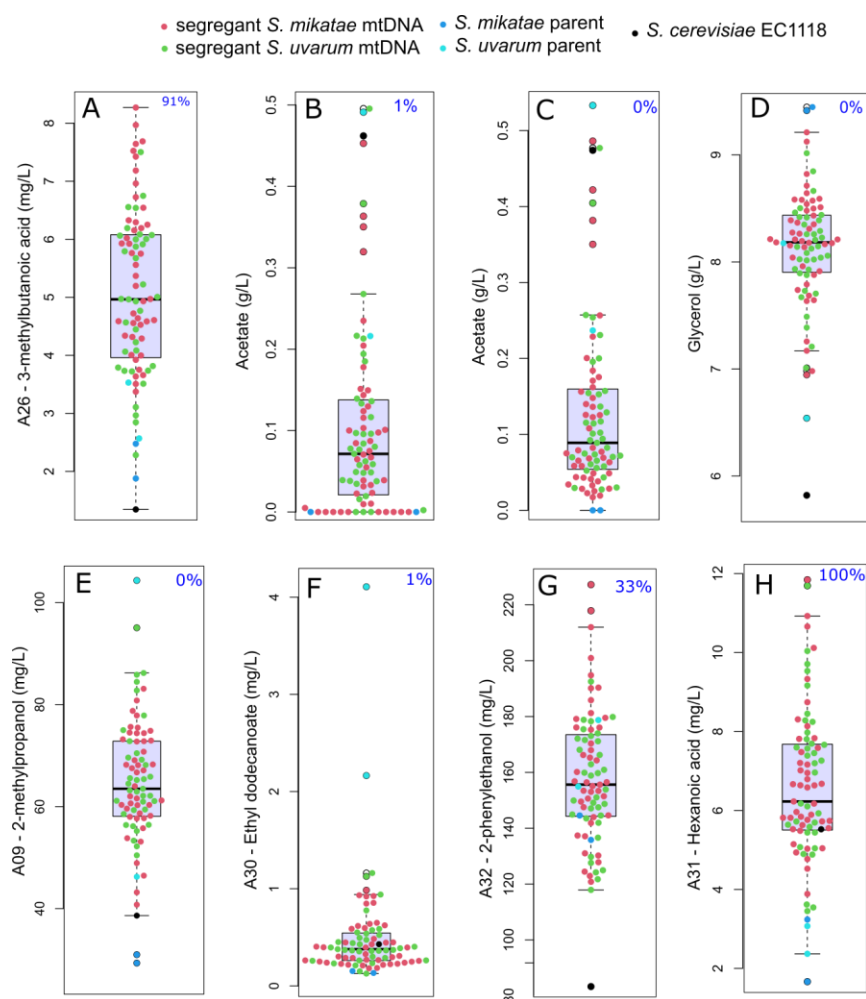 segregant S. mikatae mtDNA
S. mikatae parent
S. cerevisiae EC1118
segregant S. uvarum mtDNA
S. uvarum parent
A
91%
A26 - 3-methylbutanoic acid (mg/L)
8
7
6
5
4
3
2
B
1%
Acetate (g/L)
0.5
0.4
0.3
0.2
0.1
0.0
C
0%
Acetate (g/L)
0.5
0.4
0.3
0.2
0.1
0.0
D
0%
Glycerol (g/L)
9
8
7
6
E
0%
A09 - 2-methylpropanol (mg/L)
100
80
60
40
F
1%
A30 - Ethyl dodecanoate (mg/L)
4
3
2
1
0
G
33%
A32 - 2-phenylethanol (mg/L)
220
200
180
160
140
120
100
80
H
100%
A31 - Hexanoic acid (mg/L)
12
10
8
6
4
2